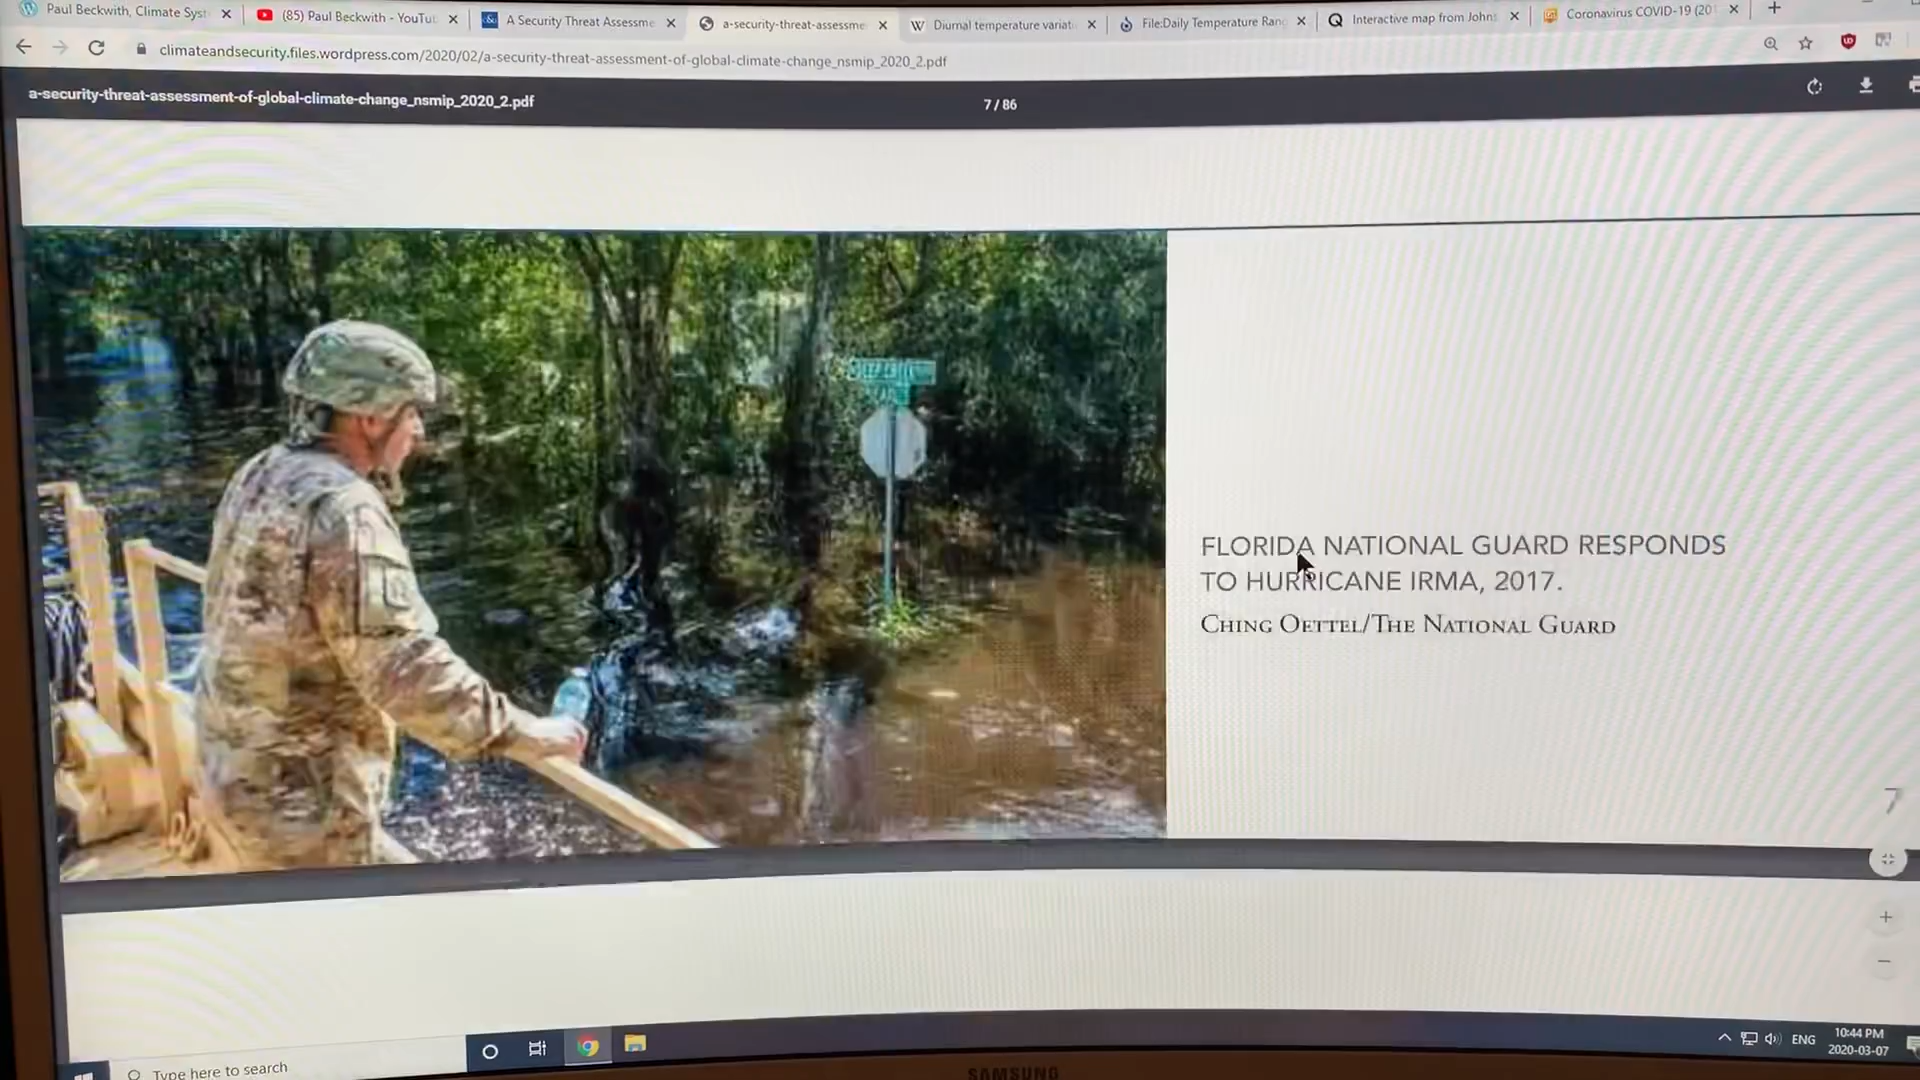 Paul Beckwith, Climate Syst
(85) Paul Beckwith - YouTu
A Security Threat Assessme
a-security-threat-assessme
Diurnal temperature variati
File:Daily Temperature Ran
Interactive map from Johns
Coronavirus COVID-19 (20
climateandsecurity.files.wordpress.com/2020/02/a-security-threat-assessment-of-global-climate-change_nsmip_2020_2.pdf
a-security-threat-assessment-of-global-climate-change_nsmip_2020_2.pdf
7 / 86
FLORIDA NATIONAL GUARD RESPONDS
TO HURRICANE IRMA, 2017.
Ching Oettel/The National Guard
7
Type here to search
ENG
10:44 PM
2020-03-07
SAMSUNG